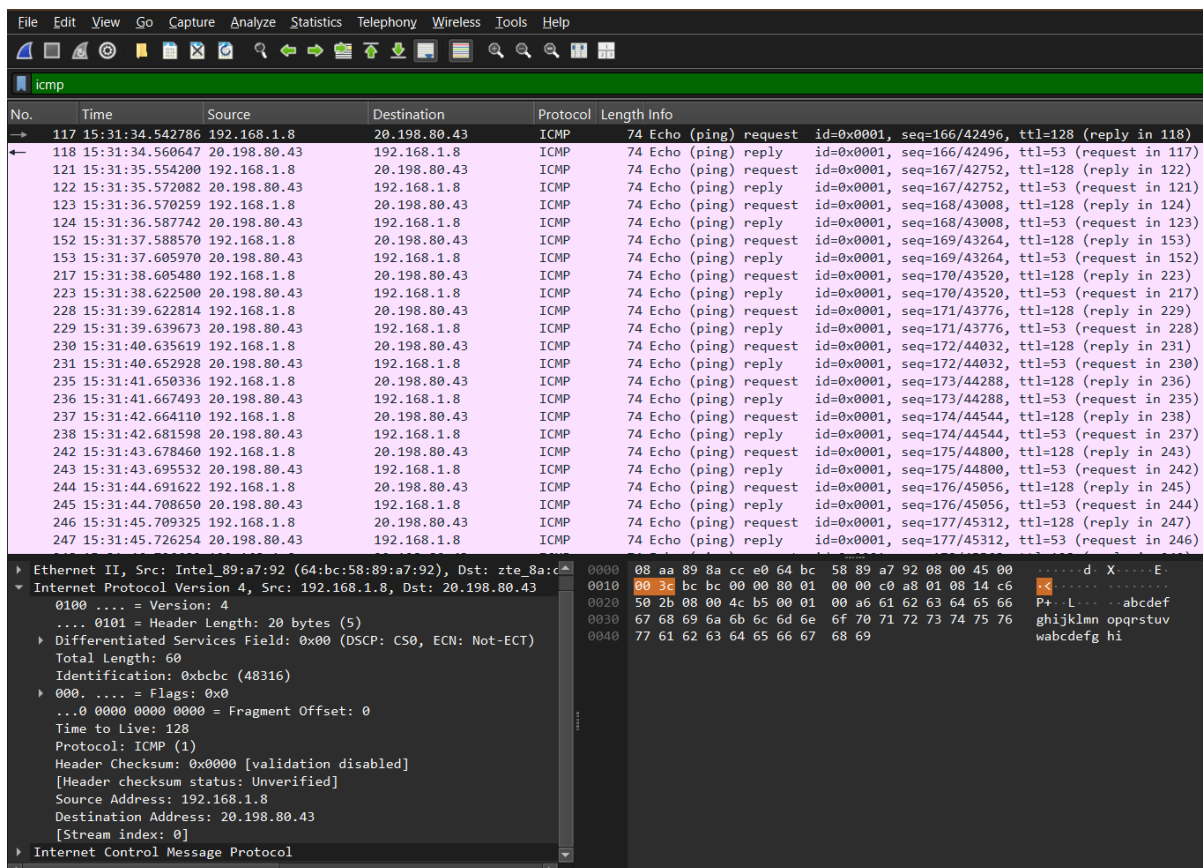 File Edit View Go Capture Analyze Statistics Telephony Wireless Tools Help
icmp
No. Time Source Destination Protocol Length Info
117 15:31:34.542786 192.168.1.8 20.198.80.43 ICMP 74 Echo (ping) request id=0x0001, seq=166/42496, ttl=128 (reply in 118)
118 15:31:34.560647 20.198.80.43 192.168.1.8 ICMP 74 Echo (ping) reply id=0x0001, seq=166/42496, ttl=53 (request in 117)
121 15:31:35.554200 192.168.1.8 20.198.80.43 ICMP 74 Echo (ping) request id=0x0001, seq=167/42752, ttl=128 (reply in 122)
122 15:31:35.572082 20.198.80.43 192.168.1.8 ICMP 74 Echo (ping) reply id=0x0001, seq=167/42752, ttl=53 (request in 121)
123 15:31:36.570259 192.168.1.8 20.198.80.43 ICMP 74 Echo (ping) request id=0x0001, seq=168/43008, ttl=128 (reply in 124)
124 15:31:36.587742 20.198.80.43 192.168.1.8 ICMP 74 Echo (ping) reply id=0x0001, seq=168/43008, ttl=53 (request in 123)
152 15:31:37.588570 192.168.1.8 20.198.80.43 ICMP 74 Echo (ping) request id=0x0001, seq=169/43264, ttl=128 (reply in 153)
153 15:31:37.605970 20.198.80.43 192.168.1.8 ICMP 74 Echo (ping) reply id=0x0001, seq=169/43264, ttl=53 (request in 152)
217 15:31:38.605480 192.168.1.8 20.198.80.43 ICMP 74 Echo (ping) request id=0x0001, seq=170/43520, ttl=128 (reply in 223)
223 15:31:38.622500 20.198.80.43 192.168.1.8 ICMP 74 Echo (ping) reply id=0x0001, seq=170/43520, ttl=53 (request in 217)
228 15:31:39.622814 192.168.1.8 20.198.80.43 ICMP 74 Echo (ping) request id=0x0001, seq=171/43776, ttl=128 (reply in 229)
229 15:31:39.639673 20.198.80.43 192.168.1.8 ICMP 74 Echo (ping) reply id=0x0001, seq=171/43776, ttl=53 (request in 228)
230 15:31:40.635619 192.168.1.8 20.198.80.43 ICMP 74 Echo (ping) request id=0x0001, seq=172/44032, ttl=128 (reply in 231)
231 15:31:40.652928 20.198.80.43 192.168.1.8 ICMP 74 Echo (ping) reply id=0x0001, seq=172/44032, ttl=53 (request in 230)
235 15:31:41.650336 192.168.1.8 20.198.80.43 ICMP 74 Echo (ping) request id=0x0001, seq=173/44288, ttl=128 (reply in 236)
236 15:31:41.667493 20.198.80.43 192.168.1.8 ICMP 74 Echo (ping) reply id=0x0001, seq=173/44288, ttl=53 (request in 235)
237 15:31:42.664110 192.168.1.8 20.198.80.43 ICMP 74 Echo (ping) request id=0x0001, seq=174/44544, ttl=128 (reply in 238)
238 15:31:42.681598 20.198.80.43 192.168.1.8 ICMP 74 Echo (ping) reply id=0x0001, seq=174/44544, ttl=53 (request in 237)
242 15:31:43.678460 192.168.1.8 20.198.80.43 ICMP 74 Echo (ping) request id=0x0001, seq=175/44800, ttl=128 (reply in 243)
243 15:31:43.695532 20.198.80.43 192.168.1.8 ICMP 74 Echo (ping) reply id=0x0001, seq=175/44800, ttl=53 (request in 242)
244 15:31:44.691622 192.168.1.8 20.198.80.43 ICMP 74 Echo (ping) request id=0x0001, seq=176/45056, ttl=128 (reply in 245)
245 15:31:44.708650 20.198.80.43 192.168.1.8 ICMP 74 Echo (ping) reply id=0x0001, seq=176/45056, ttl=53 (request in 244)
246 15:31:45.709325 192.168.1.8 20.198.80.43 ICMP 74 Echo (ping) request id=0x0001, seq=177/45312, ttl=128 (reply in 247)
247 15:31:45.726254 20.198.80.43 192.168.1.8 ICMP 74 Echo (ping) reply id=0x0001, seq=177/45312, ttl=53 (request in 246)
Ethernet II, Src: Intel_89:a7:92 (64:bc:58:89:a7:92), Dst: zte_8a:c
Internet Protocol Version 4, Src: 192.168.1.8, Dst: 20.198.80.43
0100 .... = Version: 4
.... 0101 = Header Length: 20 bytes (5)
Differentiated Services Field: 0x00 (DSCP: CS0, ECN: Not-ECT)
Total Length: 60
Identification: 0xbcbc (48316)
000. .... = Flags: 0x0
...0 0000 0000 0000 = Fragment Offset: 0
Time to Live: 128
Protocol: ICMP (1)
Header Checksum: 0x0000 [validation disabled]
[Header checksum status: Unverified]
Source Address: 192.168.1.8
Destination Address: 20.198.80.43
[Stream index: 0]
Internet Control Message Protocol
0000 08 aa 89 8a cc e0 64 bc 58 89 a7 92 08 00 45 00 ······d· X·····E·
0010 00 3c bc bc 00 00 80 01 00 00 c0 a8 01 08 14 c6 ·<······ ········
0020 50 2b 08 00 4c b5 00 01 00 a6 61 62 63 64 65 66 P+··L··· ··abcdef
0030 67 68 69 6a 6b 6c 6d 6e 6f 70 71 72 73 74 75 76 ghijklmn opqrstuv
0040 77 61 62 63 64 65 66 67 68 69 wabcdefg hi